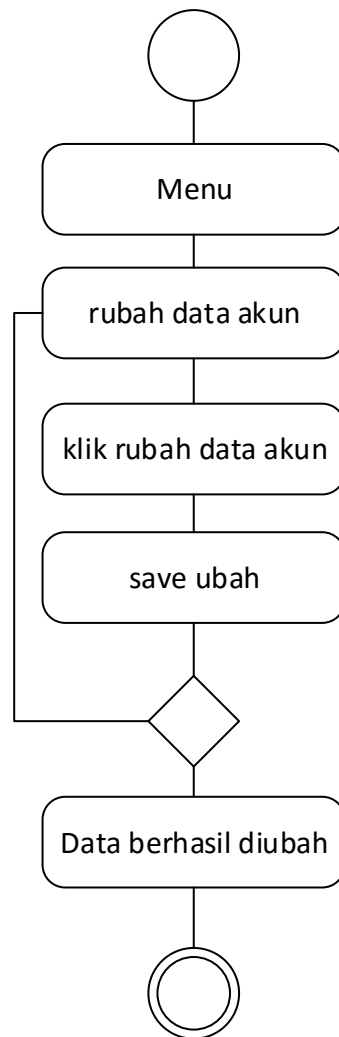 Menu
rubah data akun
klik rubah data akun
save ubah
Data berhasil diubah